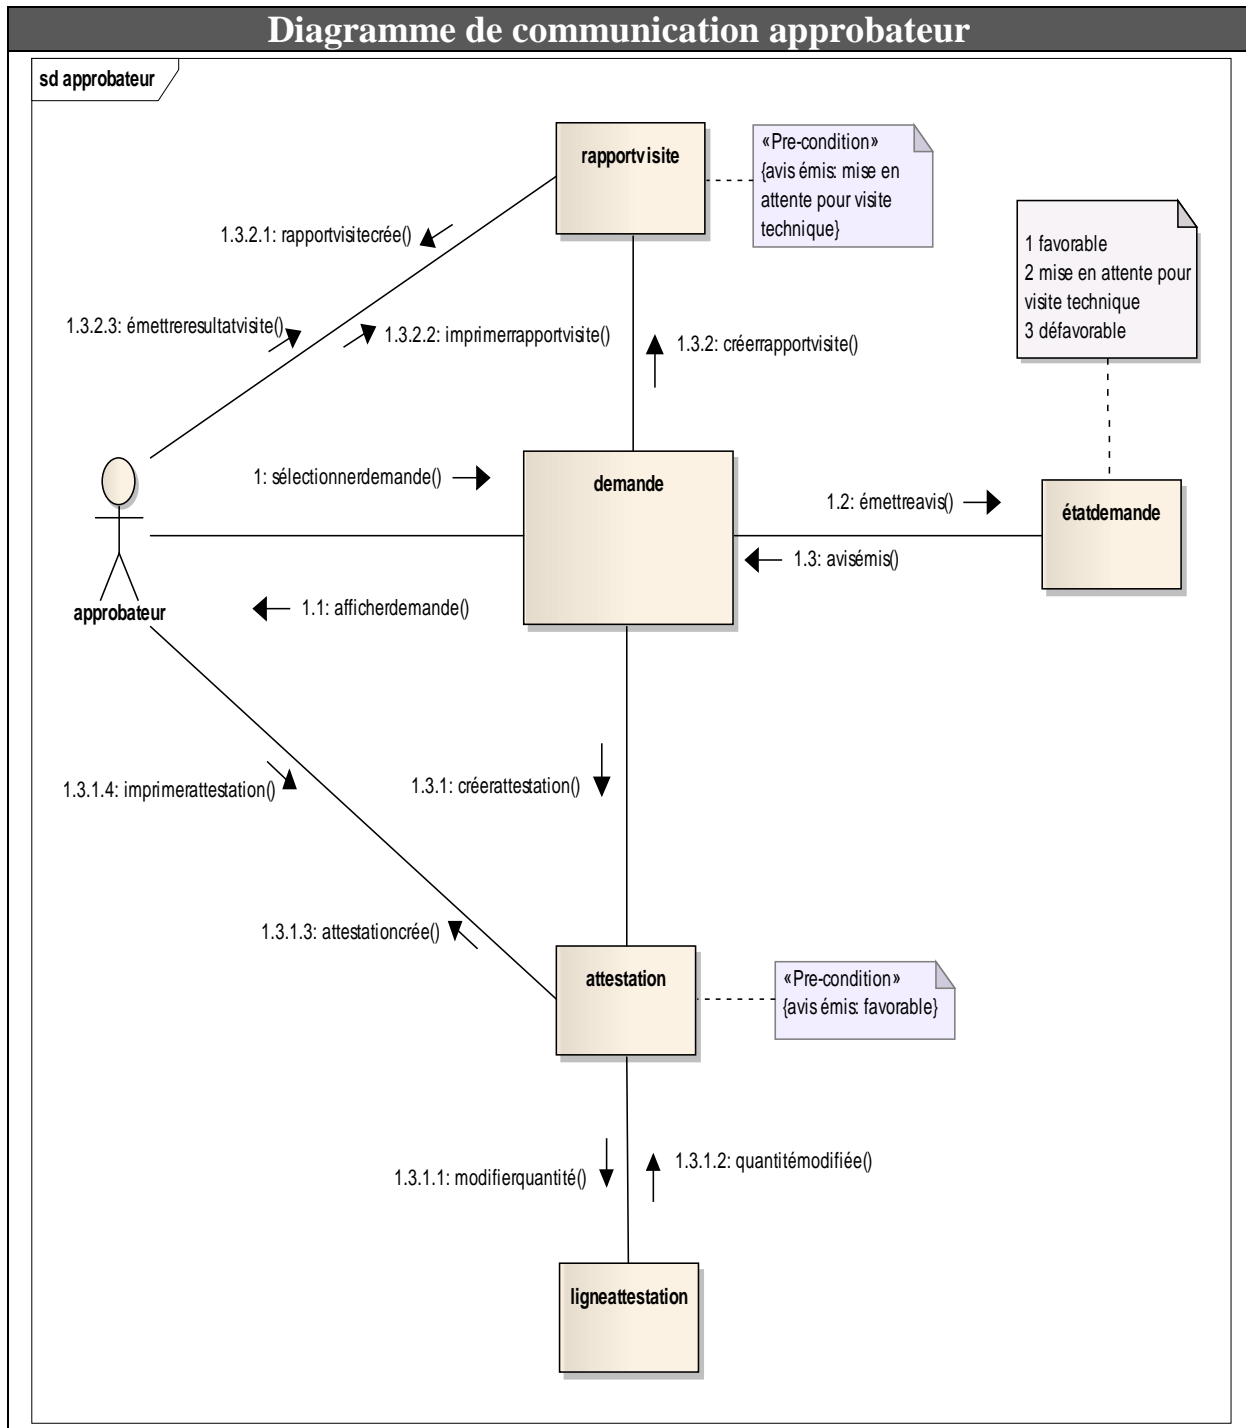 Diagramme de communication approbateur
sd approbateur
rapportvisite
«Pre-condition»
{avis émis: mise en
attente pour visite
technique}
1 favorable
2 mise en attente pour
visite technique
3 défavorable
1.3.2.1: rapportvisitecrée()
1.3.2.3: émettreresultatvisite()
1.3.2.2: imprimerrapportvisite()
1.3.2: créerrapportvisite()
1: sélectionnerdemande()
demande
1.2: émettreavis()
étatdemande
1.3: avisémis()
approbateur
1.1: afficherdemande()
1.3.1.4: imprimerattestation()
1.3.1: créerattestation()
1.3.1.3: attestationcrée()
attestation
«Pre-condition»
{avis émis: favorable}
1.3.1.1: modifierquantité()
1.3.1.2: quantitémodifiée()
ligneattestation